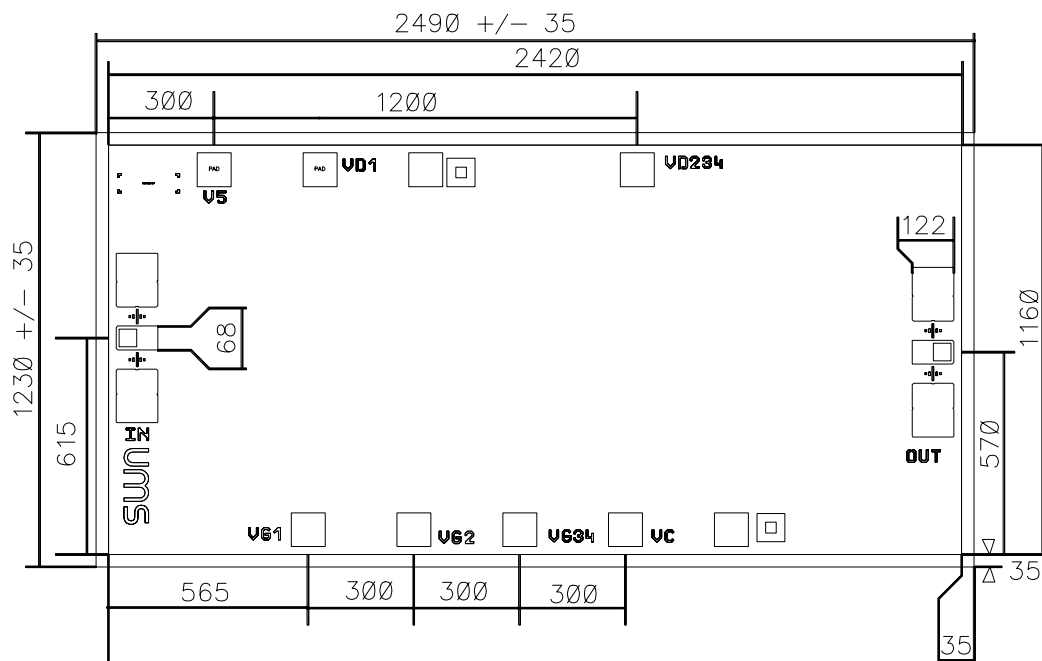 2490 +/- 35
2420
300
1200
PAD
PAD
VD1
VD234
V5
122
1230 +/- 35
68
1160
615
IN
ums
OUT
570
VG1
VG2
VG34
VC
35
565
300
300
300
35